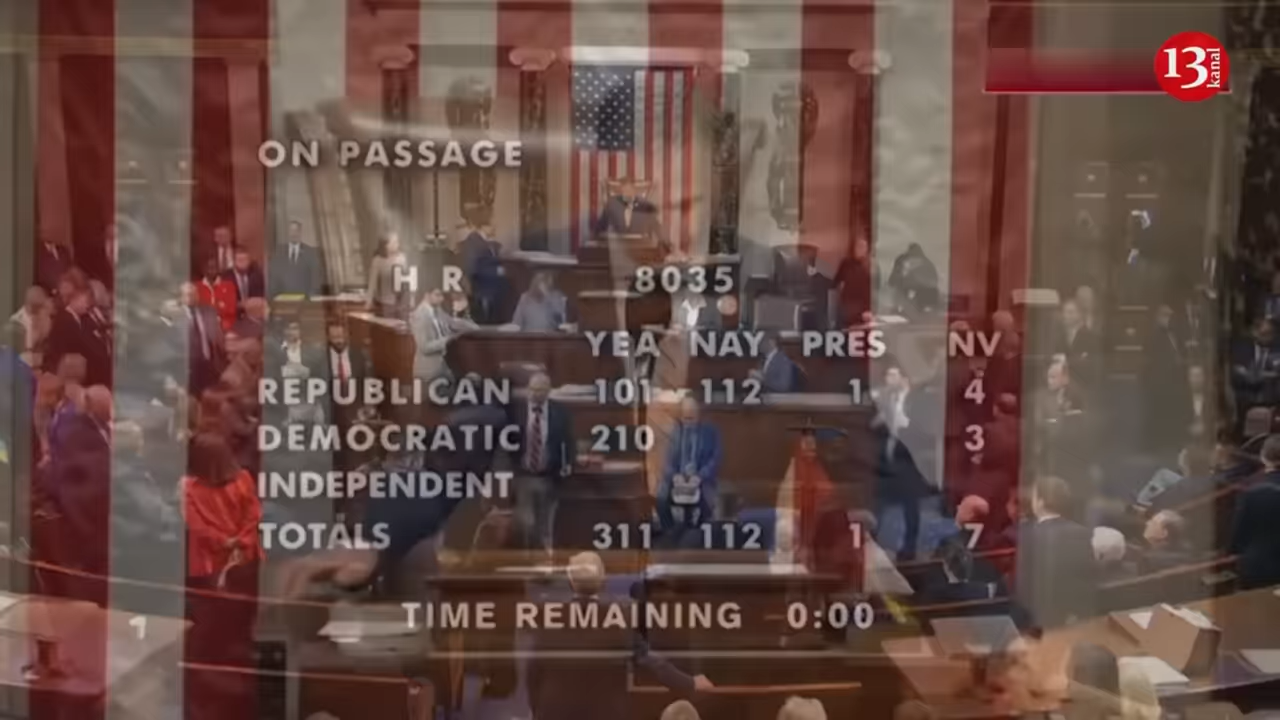 13 kanal
ON PASSAGE
H R 8035
YEA NAY PRES NV
REPUBLICAN 101 112 1 4
DEMOCRATIC 210 3
INDEPENDENT
TOTALS 311 112 1 7
TIME REMAINING 0:00